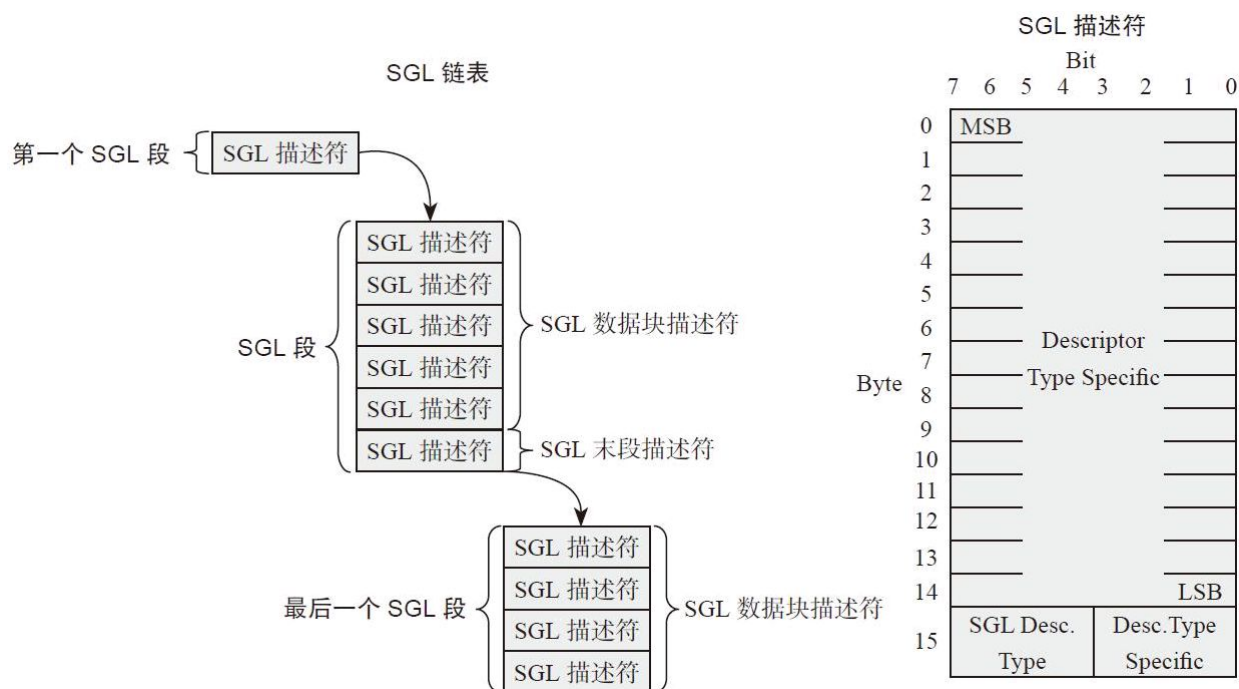 SGL 链表
第一个 SGL 段
SGL 描述符
SGL 段
SGL 描述符
SGL 描述符
SGL 描述符
SGL 描述符
SGL 描述符
SGL 描述符
SGL 数据块描述符
SGL 末段描述符
最后一个 SGL 段
SGL 描述符
SGL 描述符
SGL 描述符
SGL 描述符
SGL 数据块描述符
SGL 描述符
Bit
7 6 5 4 3 2 1 0
Byte
0 MSB
1
2
3
4
5
6
7
8
9
10
11
12
13
14 LSB
Descriptor
Type Specific
15
SGL Desc.
Type
Desc.Type
Specific